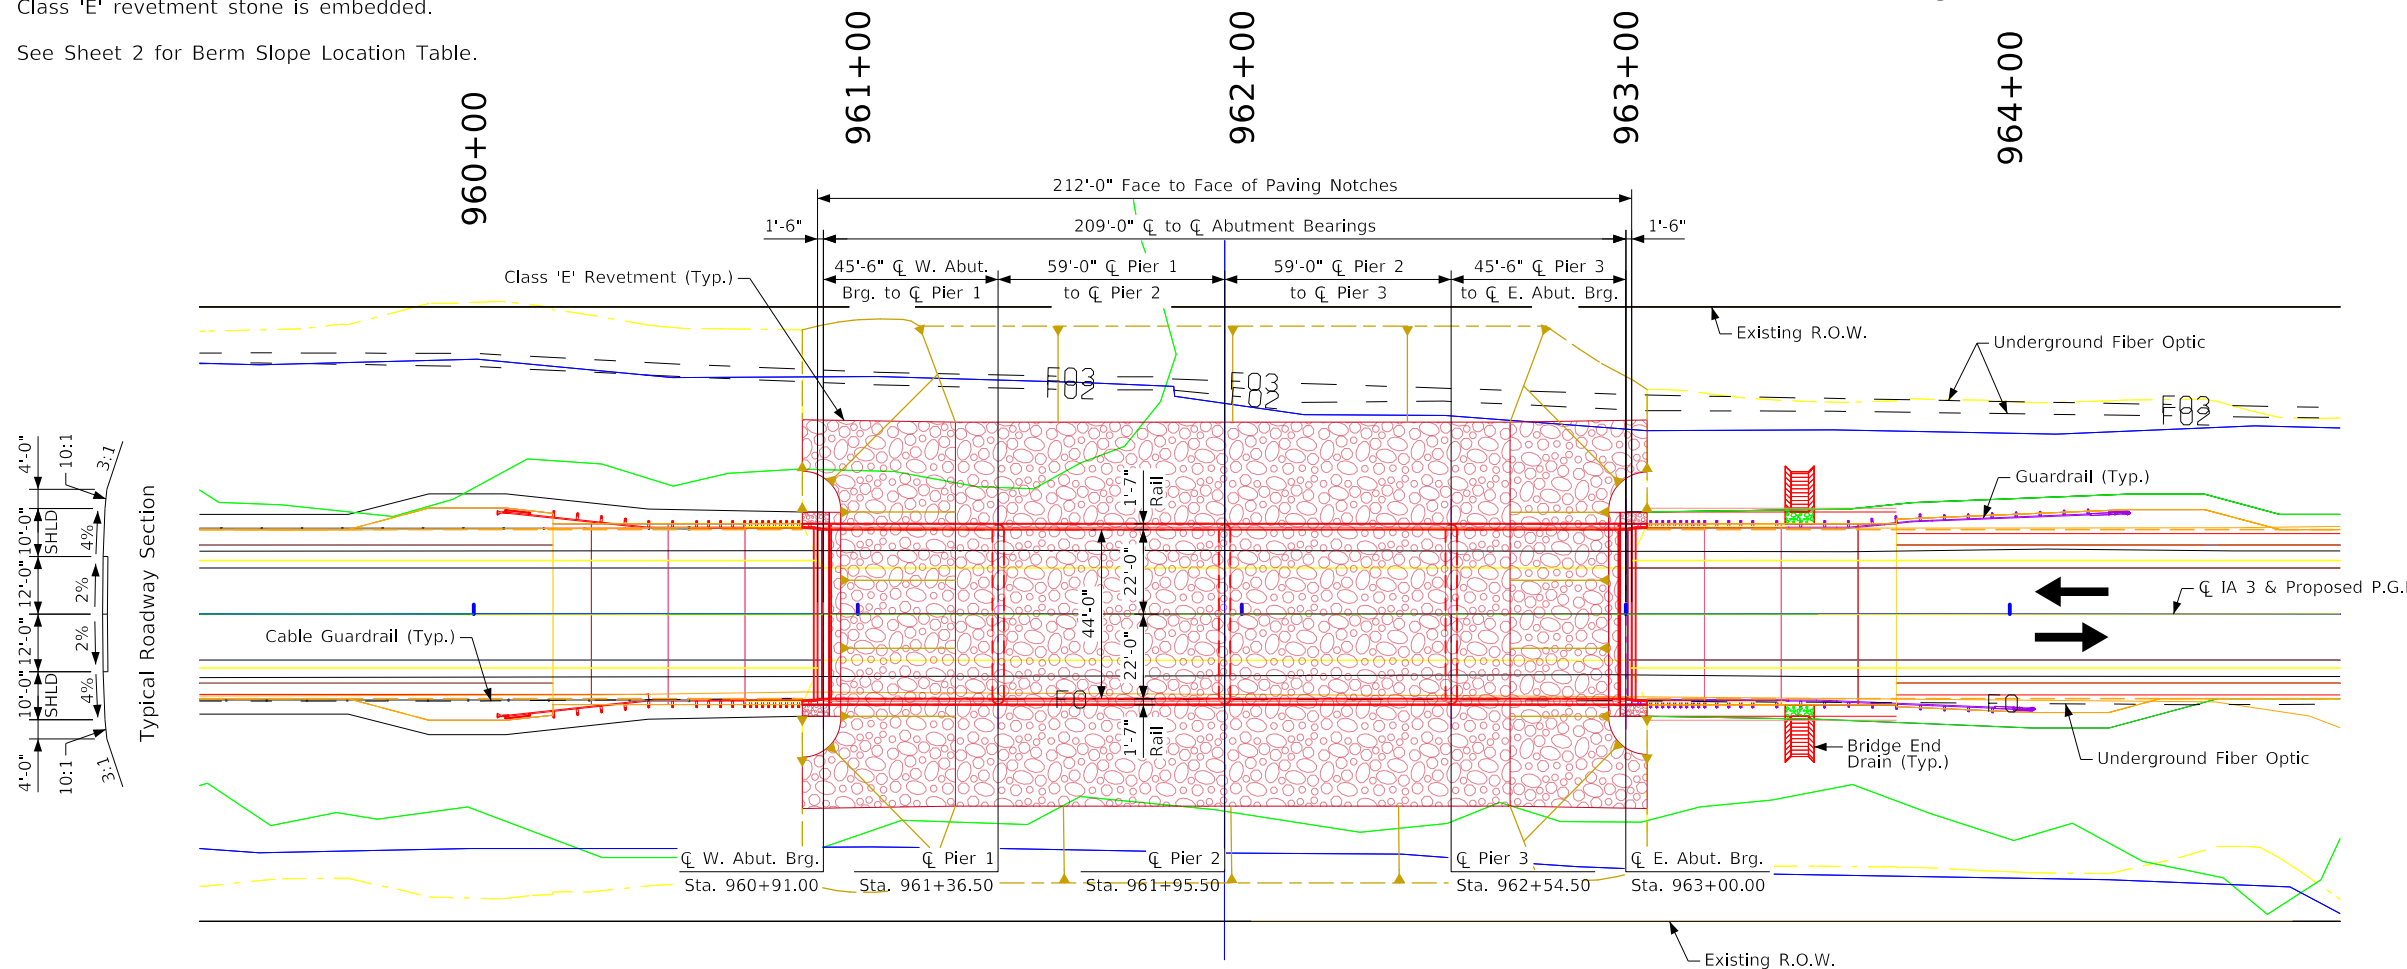 Class 'E' revetment stone is embedded.
See Sheet 2 for Berm Slope Location Table.
960+00
961+00
962+00
963+00
964+00
212'-0" Face to Face of Paving Notches
1'-6"
209'-0" ℄ to ℄ Abutment Bearings
1'-6"
45'-6" ℄ W. Abut.
Brg. to ℄ Pier 1
59'-0" ℄ Pier 1
to ℄ Pier 2
59'-0" ℄ Pier 2
to ℄ Pier 3
45'-6" ℄ Pier 3
to ℄ E. Abut. Brg.
Class 'E' Revetment (Typ.)
Existing R.O.W.
Underground Fiber Optic
FO3
FO2
FO3
FO2
FO3
FO2
4'-0"
10:1
3:1
10'-0"
SHLD
4%
12'-0"
2%
12'-0"
2%
10'-0"
SHLD
4%
4'-0"
10:1
3:1
Typical Roadway Section
1'-7"
Rail
22'-0"
44'-0"
22'-0"
1'-7"
Rail
Guardrail (Typ.)
℄ IA 3 & Proposed P.G.
Cable Guardrail (Typ.)
FO
FO
Bridge End
Drain (Typ.)
Underground Fiber Optic
℄ W. Abut. Brg.
Sta. 960+91.00
℄ Pier 1
Sta. 961+36.50
℄ Pier 2
Sta. 961+95.50
℄ Pier 3
Sta. 962+54.50
℄ E. Abut. Brg.
Sta. 963+00.00
Existing R.O.W.